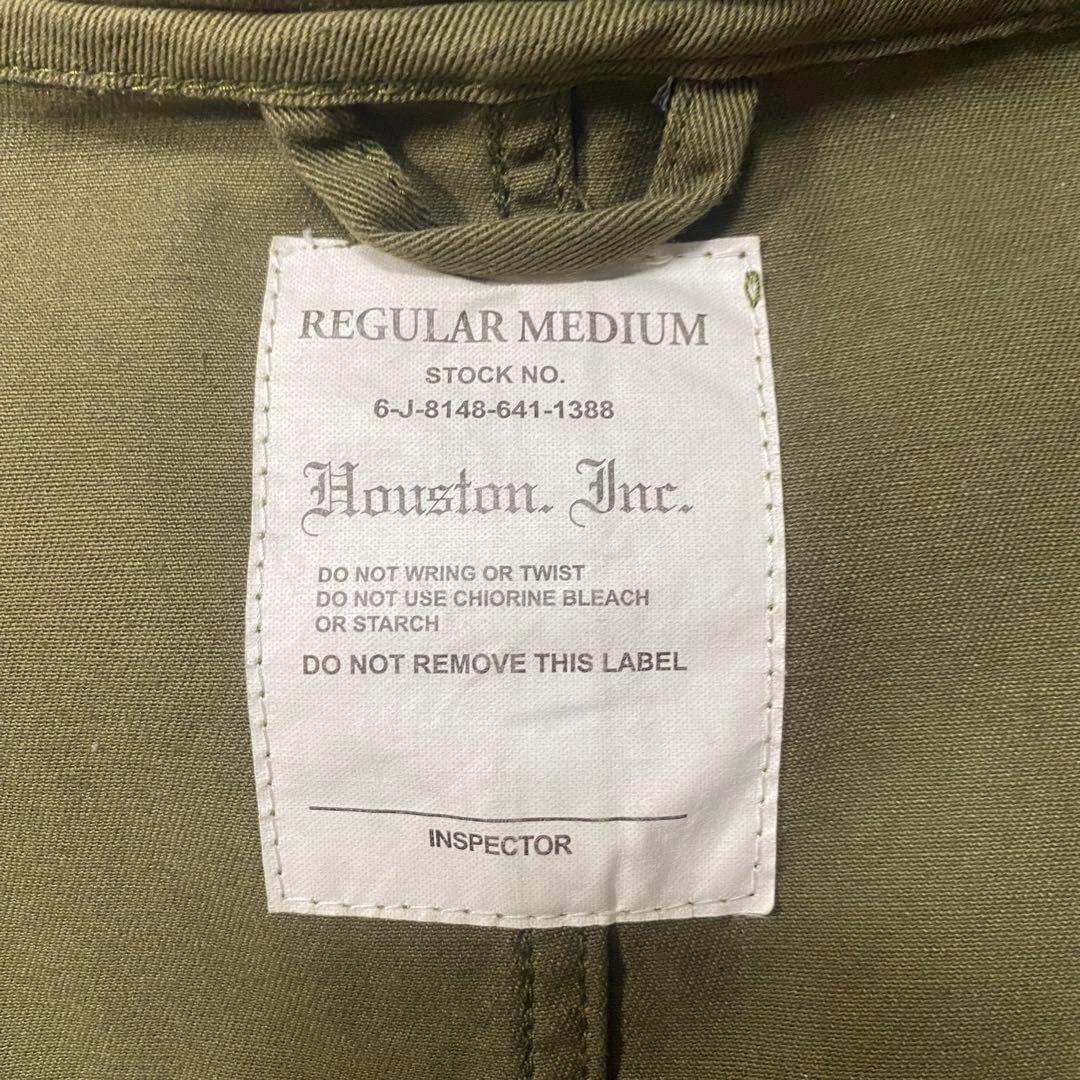 REGULAR MEDIUM
STOCK NO.
6-J-8148-641-1388
Houston. Inc.
DO NOT WRING OR TWIST
DO NOT USE CHIORINE BLEACH
OR STARCH
DO NOT REMOVE THIS LABEL
INSPECTOR